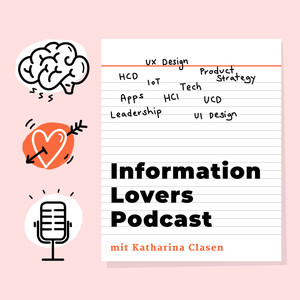 UX Design
HCD IoT Product Strategy
Tech
Apps HCI UCD
Leadership UI Design
Information
Lovers
Podcast
mit Katharina Clasen